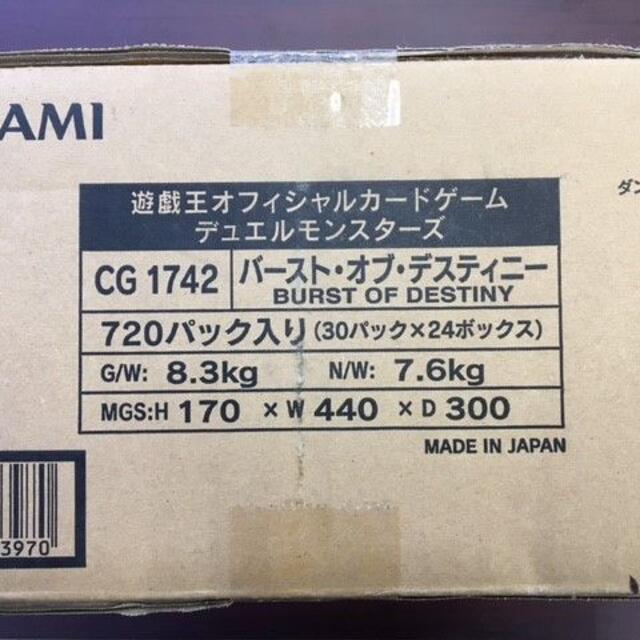 AMI
ダン
遊戯王オフィシャルカードゲーム
デュエルモンスターズ
CG 1742
バースト・オブ・デスティニー
BURST OF DESTINY
720パック入り(30パック×24ボックス)
G/W: 8.3kg N/W: 7.6kg
MGS:H 170 ×W 440 ×D 300
MADE IN JAPAN
3970